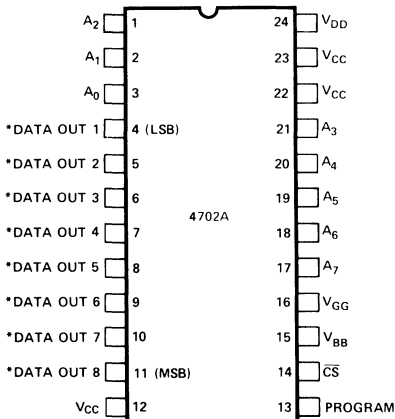 A2 1 24 VDD
A1 2 23 VCC
A0 3 22 VCC
*DATA OUT 1 4 (LSB) 21 A3
*DATA OUT 2 5 20 A4
*DATA OUT 3 6 19 A5
4702A
*DATA OUT 4 7 18 A6
*DATA OUT 5 8 17 A7
*DATA OUT 6 9 16 VGG
*DATA OUT 7 10 15 VBB
*DATA OUT 8 11 (MSB) 14 C̅S̅
VCC 12 13 PROGRAM